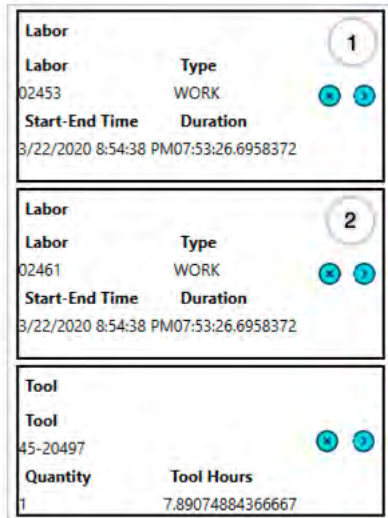 Labor
1
Labor Type
02453 WORK
Start-End Time Duration
3/22/2020 8:54:38 PM07:53:26.6958372
Labor
2
Labor Type
02461 WORK
Start-End Time Duration
3/22/2020 8:54:38 PM07:53:26.6958372
Tool
Tool
45-20497
Quantity Tool Hours
1 7.89074884366667